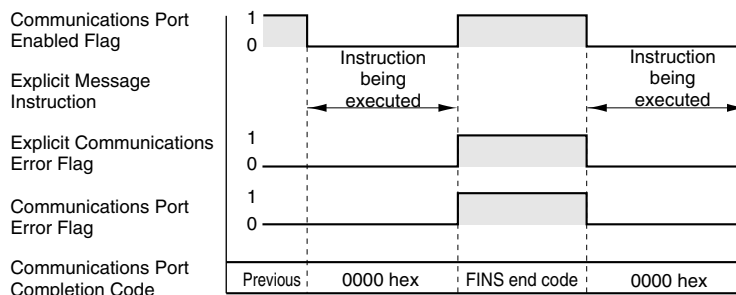 Communications Port
Enabled Flag
1
0
Explicit Message
Instruction
Instruction
being
executed
Instruction
being
executed
Explicit Communications
Error Flag
1
0
Communications Port
Error Flag
1
0
Communications Port
Completion Code
Previous
0000 hex
FINS end code
0000 hex